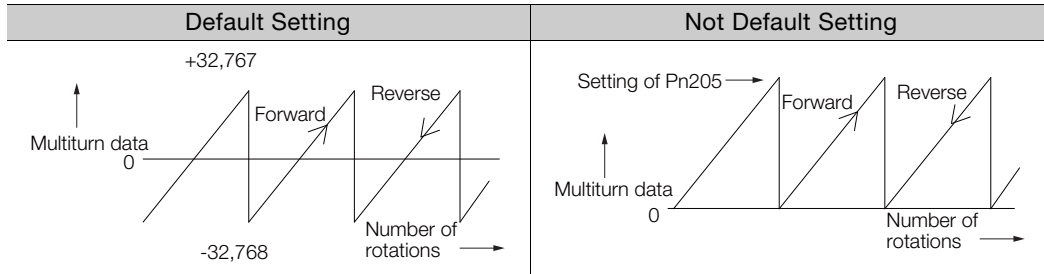 Default Setting
Not Default Setting
+32,767
Forward
Reverse
Multiturn data
0
Number of
rotations
-32,768
Setting of Pn205
Forward
Reverse
Multiturn data
0
Number of
rotations